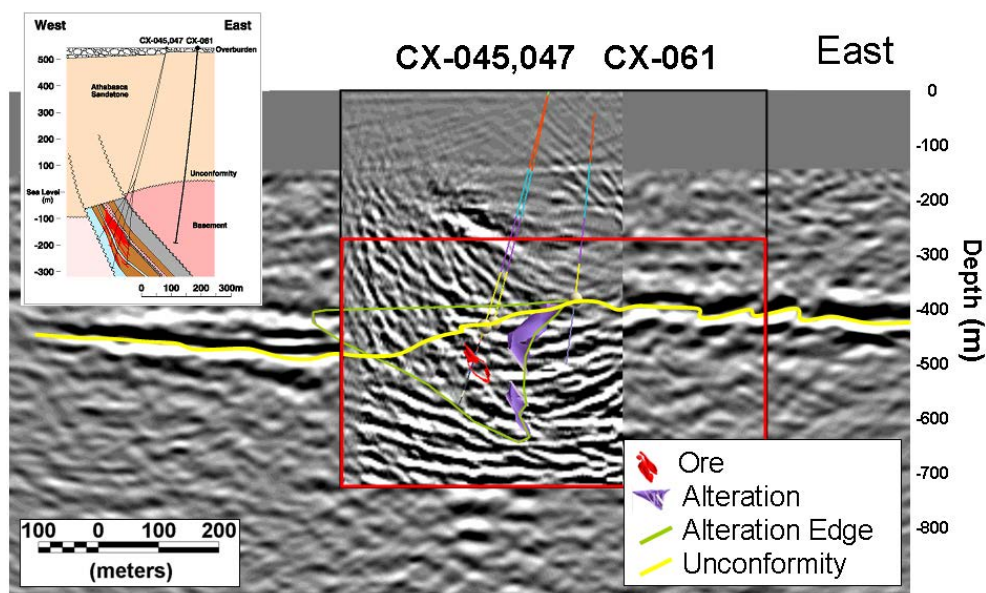 West East
CX-045,047 CX-061
Overburden
500
400
Athabasca
Sandstone
300
200
100
Unconformity
Sea Level
(m)
0
-100
Basement
-200
-300
0 100 200 300m
CX-045,047 CX-061 East
0
-100
-200
-300
-400
-500
-600
-700
-800
Depth (m)
Ore
Alteration
Alteration Edge
Unconformity
100 0 100 200
(meters)